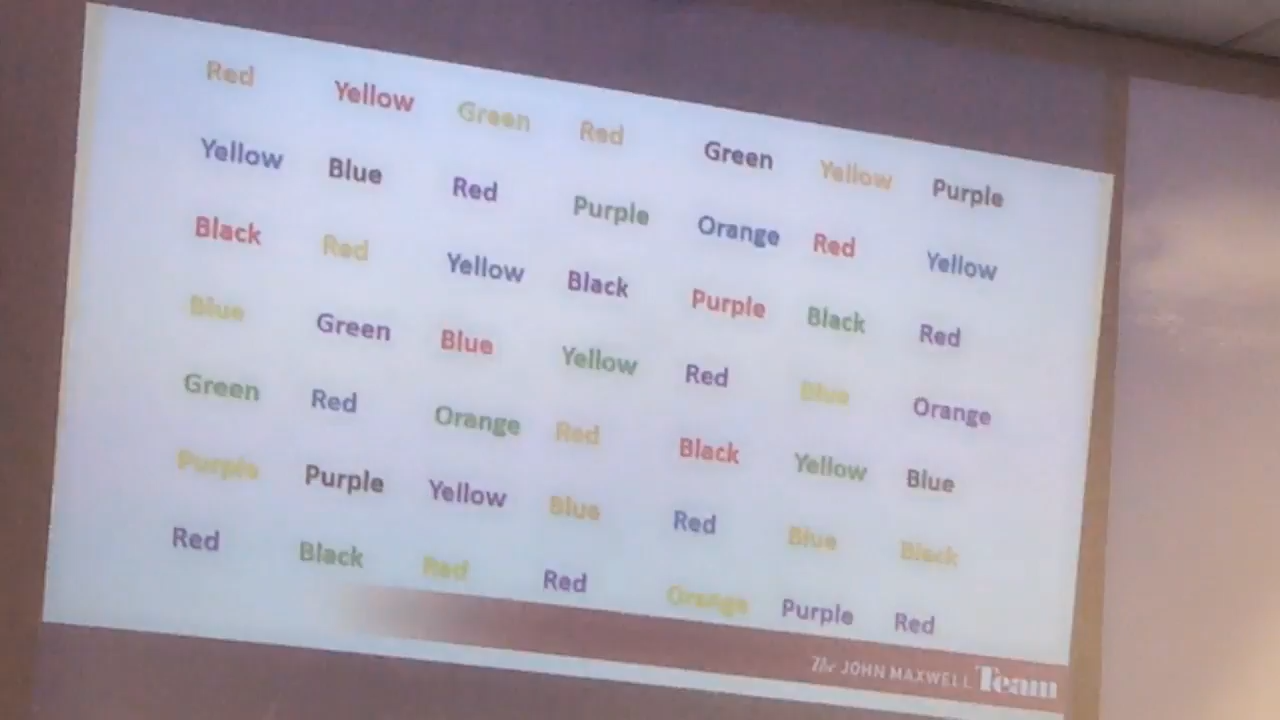 Red Yellow Green Red Green Yellow Purple
Yellow Blue Red Purple Orange Red Yellow
Black Red Yellow Black Purple Black Red
Blue Green Blue Yellow Red Blue Orange
Green Red Orange Red Black Yellow Blue
Purple Purple Yellow Blue Red Blue Black
Red Black Red Red Orange Purple Red
The JOHN MAXWELL Team